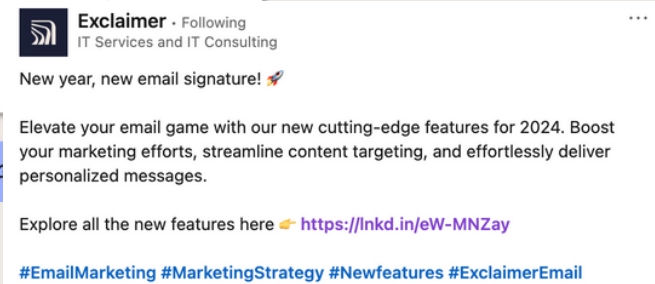 Exclaimer • Following
IT Services and IT Consulting
New year, new email signature! 🚀
Elevate your email game with our new cutting-edge features for 2024. Boost
your marketing efforts, streamline content targeting, and effortlessly deliver
personalized messages.
Explore all the new features here 👉 https://lnkd.in/eW-MNZay
#EmailMarketing #MarketingStrategy #Newfeatures #ExclaimerEmail